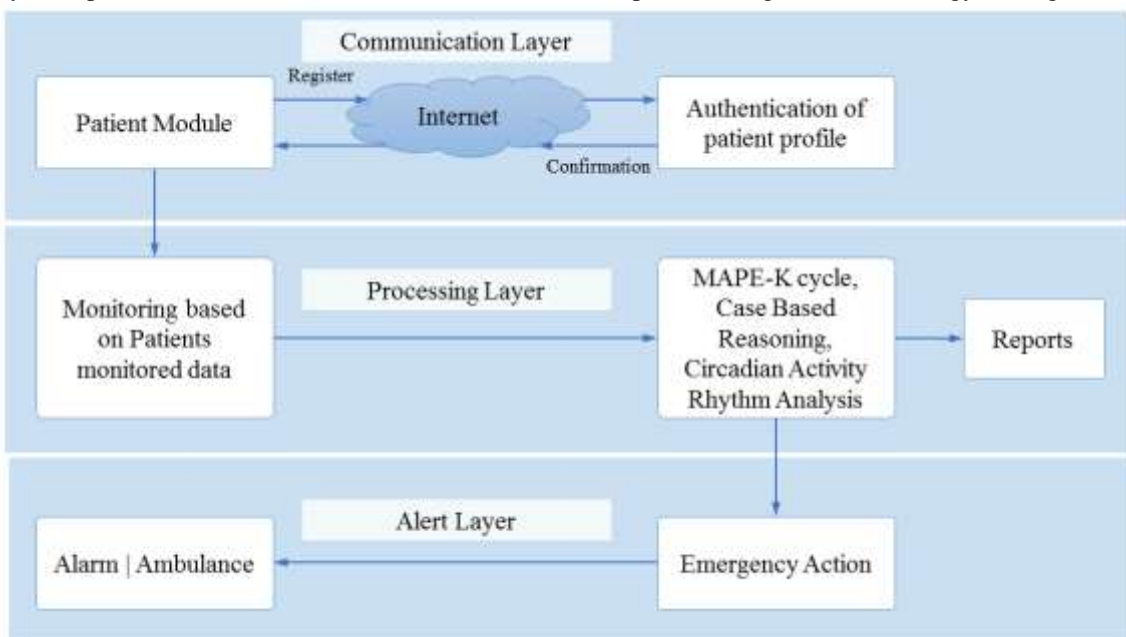 Communication Layer
Register
Patient Module
Internet
Authentication of
patient profile
Confirmation
Processing Layer
Monitoring based
on Patients
monitored data
MAPE-K cycle,
Case Based
Reasoning,
Circadian Activity
Rhythm Analysis
Reports
Alert Layer
Alarm | Ambulance
Emergency Action